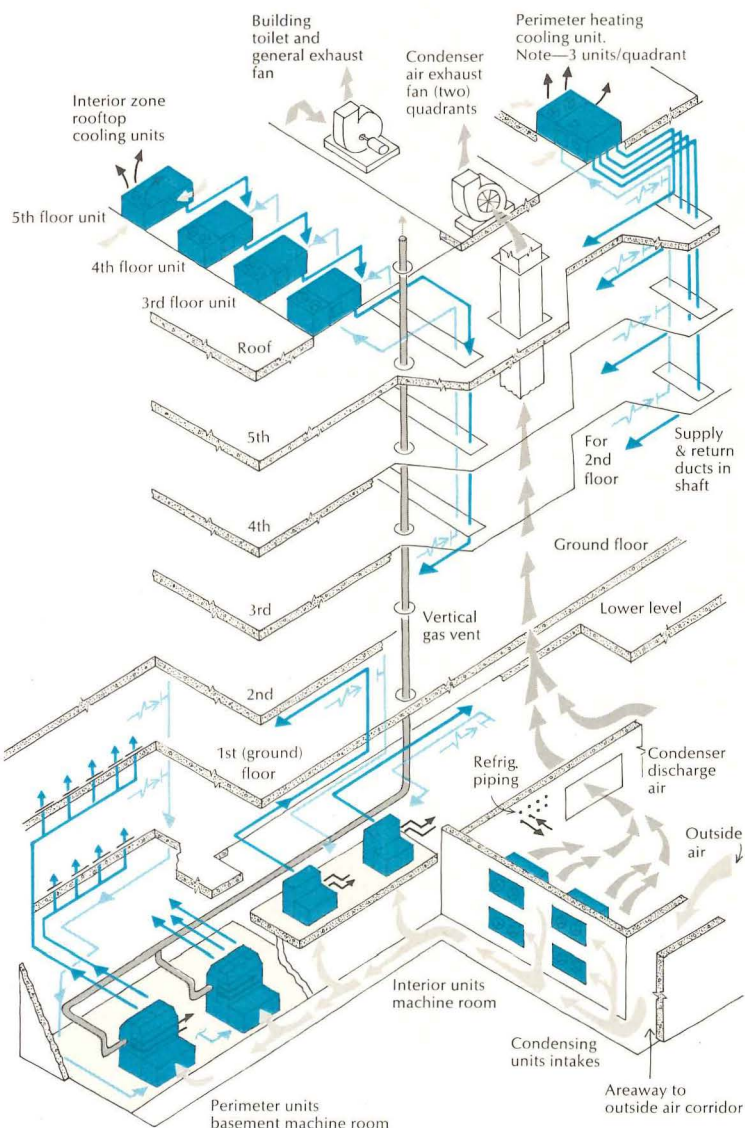 Building
toilet and
general exhaust
fan
Condenser
air exhaust
fan (two)
quadrants
Perimeter heating
cooling unit.
Note—3 units/quadrant
Interior zone
rooftop
cooling units
5th floor unit
4th floor unit
3rd floor unit
Roof
5th
4th
3rd
2nd
1st (ground)
floor
For
2nd
floor
Supply
& return
ducts in
shaft
Ground floor
Lower level
Vertical
gas vent
Refrig.
piping
Condenser
discharge
air
Outside
air
Interior units
machine room
Condensing
units intakes
Areaway to
outside air corridor
Perimeter units
basement machine room